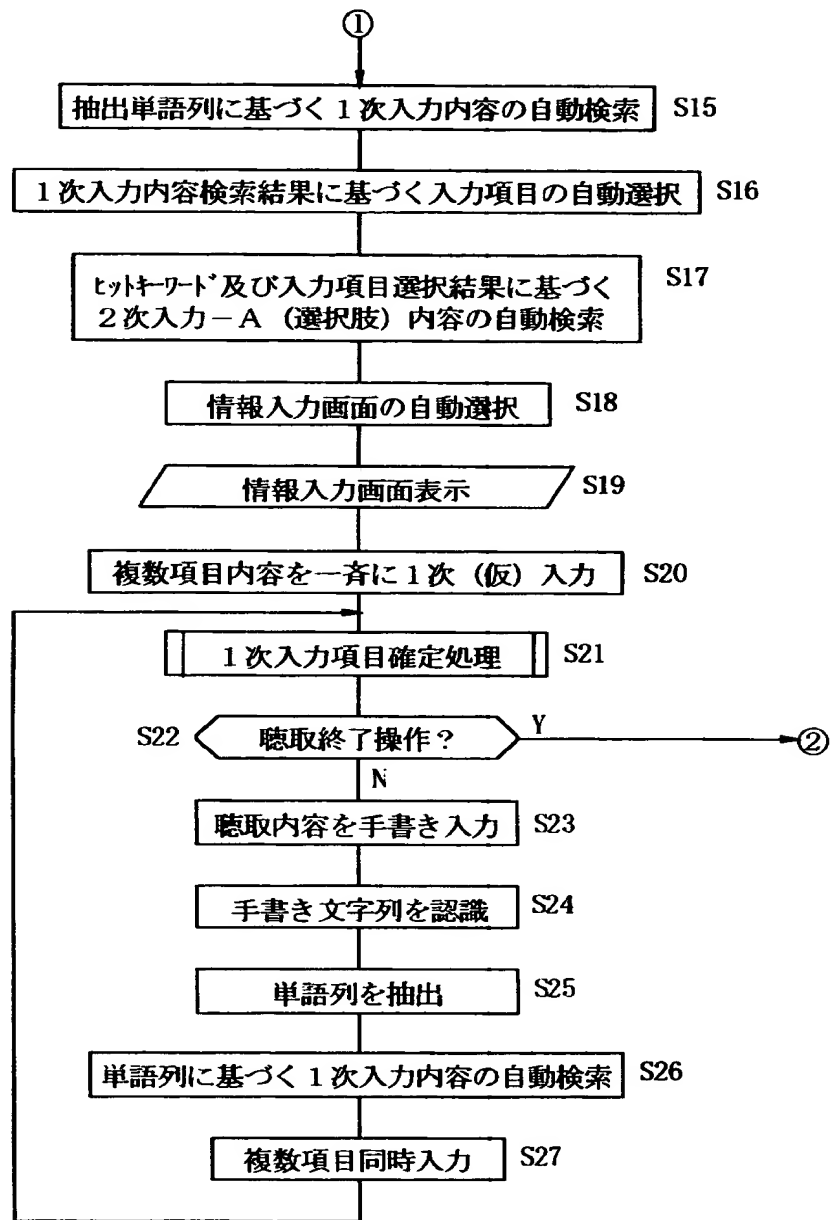 ①
抽出単語列に基づく1次入力内容の自動検索 S15
1次入力内容検索結果に基づく入力項目の自動選択 S16
ヒットキーワード及び入力項目選択結果に基づく S17
2次入力－A（選択肢）内容の自動検索
情報入力画面の自動選択 S18
情報入力画面表示 S19
複数項目内容を一斉に1次（仮）入力 S20
1次入力項目確定処理 S21
S22 聴取終了操作？ Y ②
N
聴取内容を手書き入力 S23
手書き文字列を認識 S24
単語列を抽出 S25
単語列に基づく1次入力内容の自動検索 S26
複数項目同時入力 S27